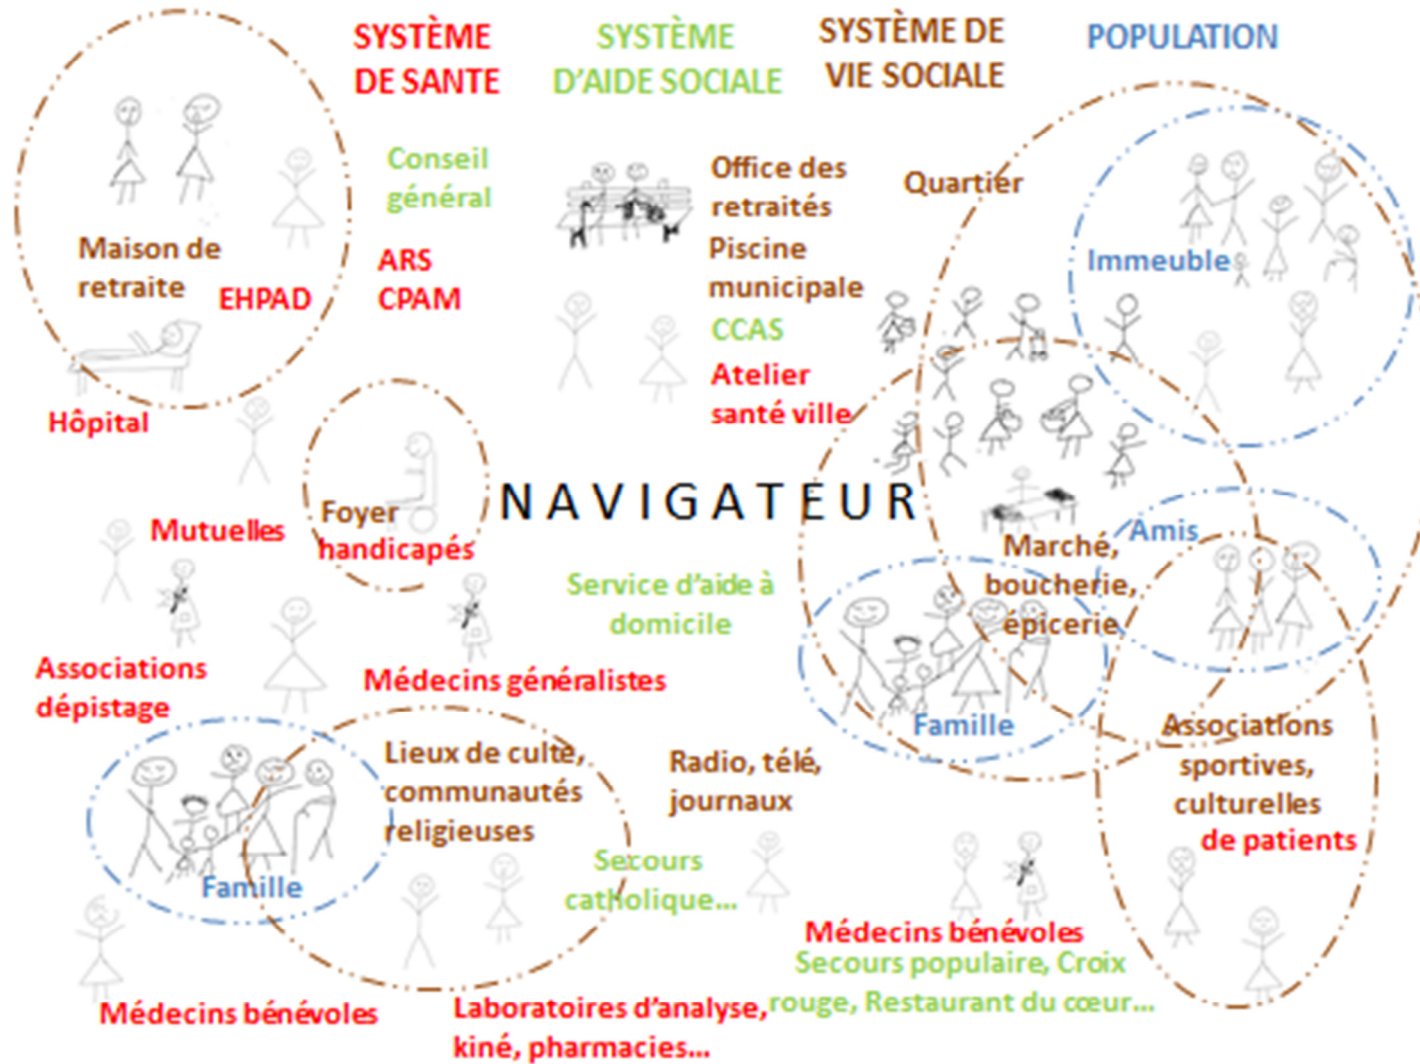 SYSTÈME
DE SANTE
SYSTÈME
D'AIDE SOCIALE
SYSTÈME DE
VIE SOCIALE
POPULATION
Conseil
général
Office des
retraités
Quartier
Maison de
retraite
EHPAD
ARS
CPAM
Piscine
municipale
Immeuble
CCAS
Atelier
santé ville
Hôpital
NAVIGATEUR
Foyer
handicapés
Mutuelles
Amis
Marché,
boucherie,
épicerie
Service d'aide à
domicile
Associations
dépistage
Médecins généralistes
Famille
Associations
sportives,
culturelles
de patients
Lieux de culte,
communautés
religieuses
Radio, télé,
journaux
Famille
Secours
catholique...
Médecins bénévoles
Secours populaire, Croix
rouge, Restaurant du cœur...
Médecins bénévoles
Laboratoires d'analyse,
kiné, pharmacies...